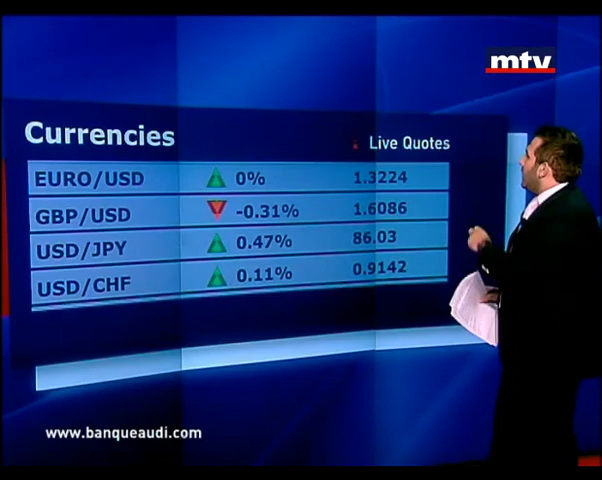 mtv
Currencies
Live Quotes
EURO/USD 0% 1.3224
GBP/USD -0.31% 1.6086
USD/JPY 0.47% 86.03
USD/CHF 0.11% 0.9142
www.banqueaudi.com